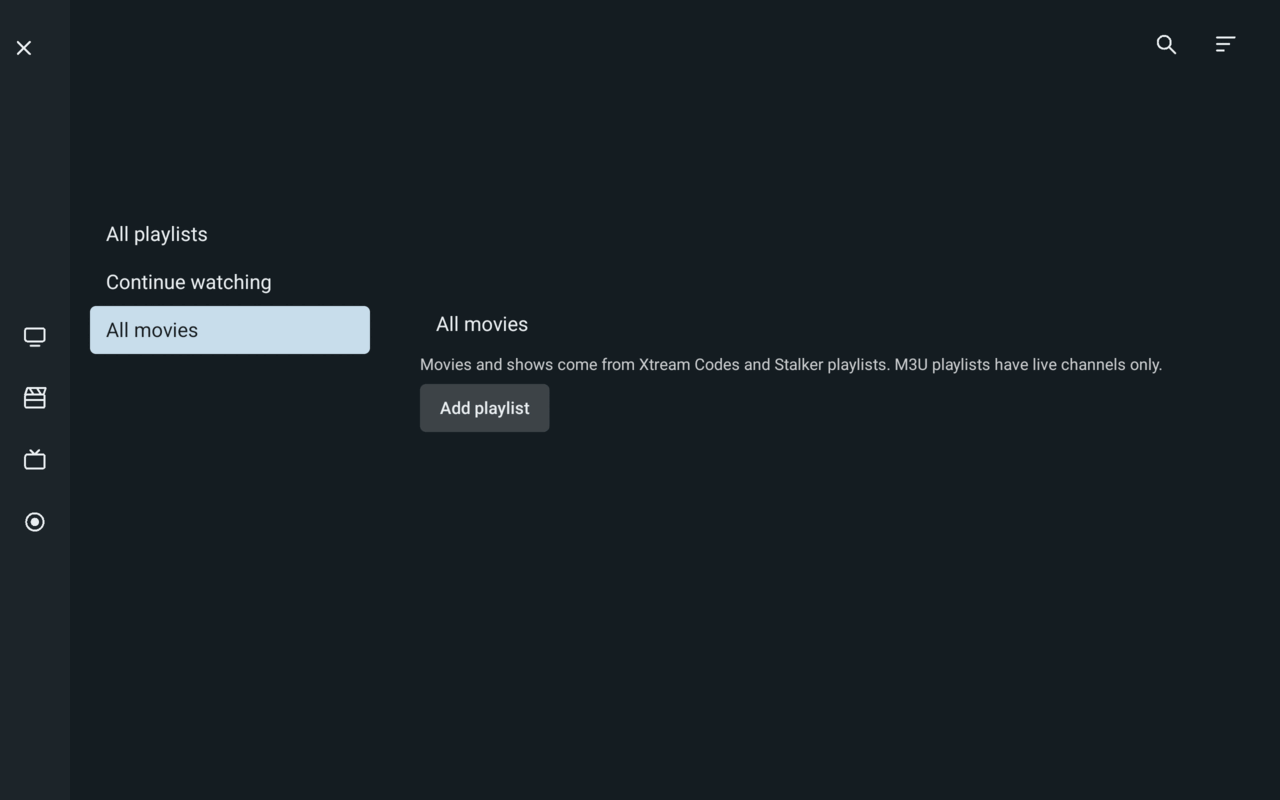 All playlists
Continue watching
All movies
All movies
Movies and shows come from Xtream Codes and Stalker playlists. M3U playlists have live channels only.
Add playlist